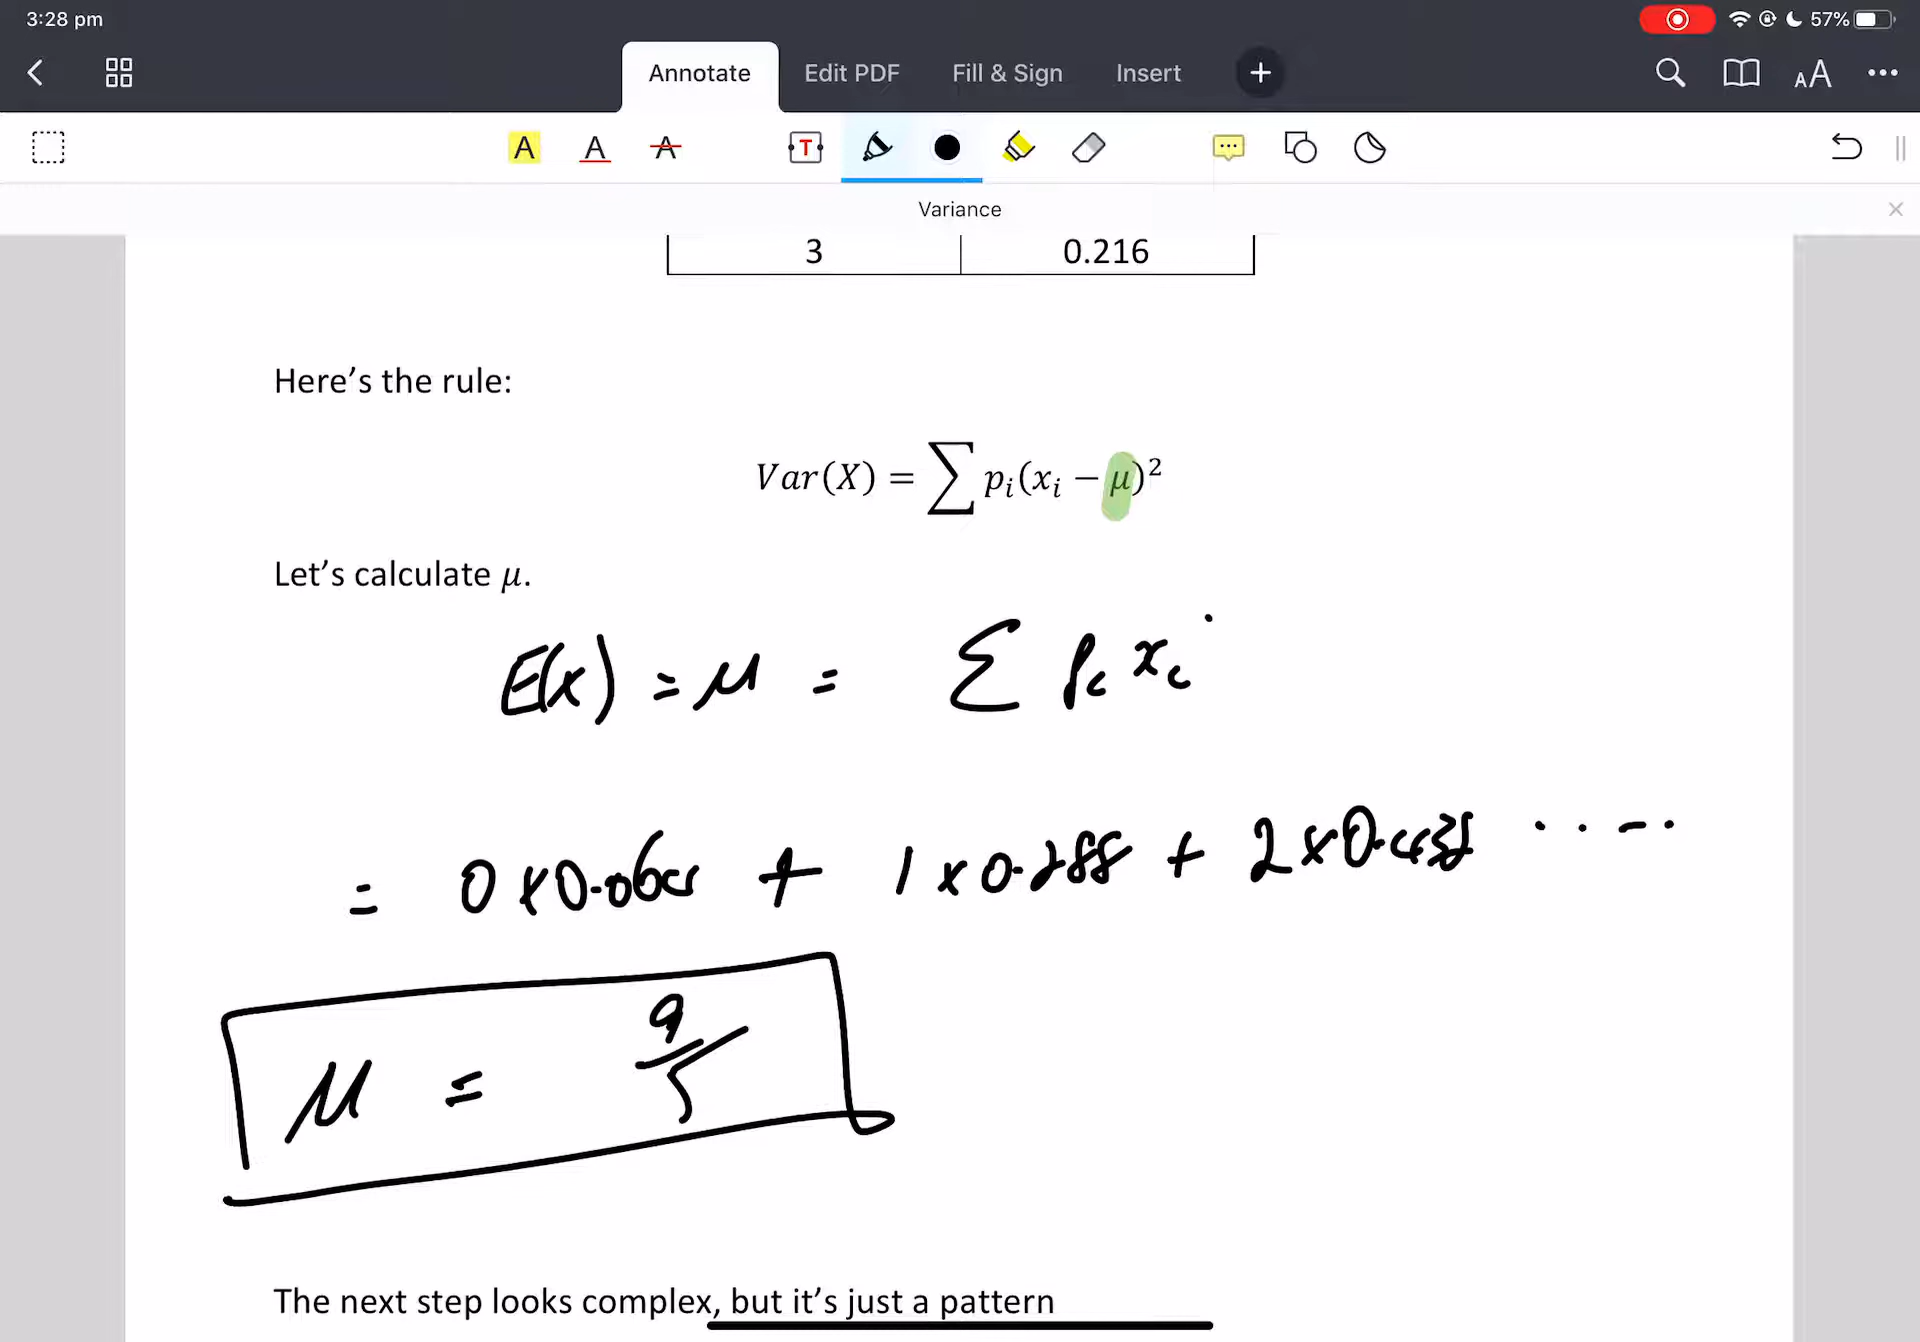 3:28 pm 57%
Annotate Edit PDF Fill & Sign Insert AA
A A A T
Variance
3 0.216
Here's the rule:
Var(X) = ∑ pᵢ(xᵢ − μ)²
Let's calculate μ.
E(x) = μ = Σ pᵢ xᵢ
= 0 x 0.064 + 1 x 0.288 + 2 x 0.432 .....
μ = 9/5
The next step looks complex, but it's just a pattern